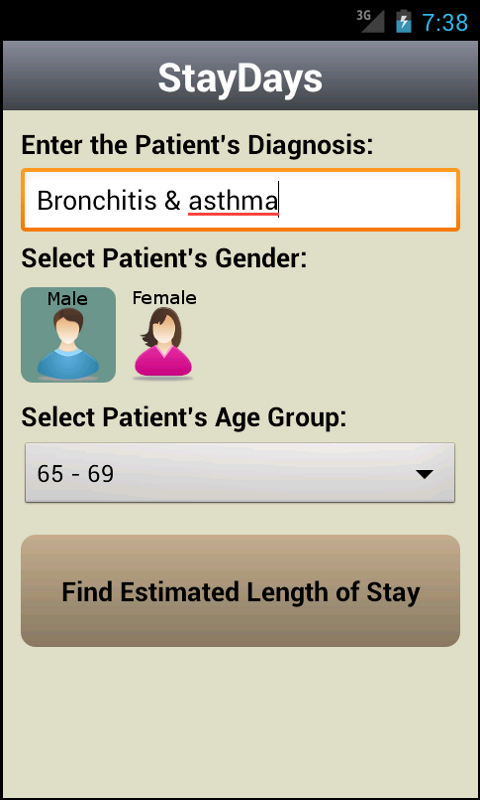 3G 7:38
StayDays
Enter the Patient's Diagnosis:
Bronchitis & asthma
Select Patient's Gender:
Male Female
Select Patient's Age Group:
65 - 69
Find Estimated Length of Stay